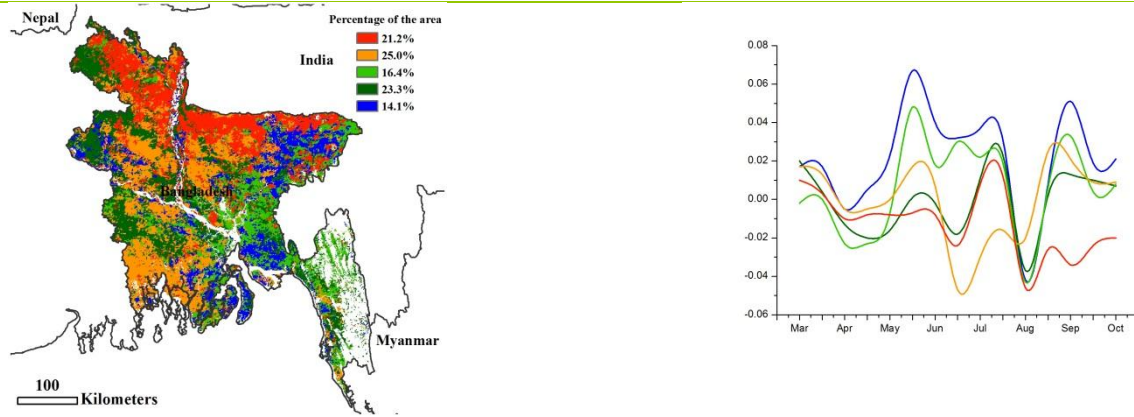 Nepal
Percentage of the area
India
21.2%
25.0%
16.4%
23.3%
14.1%
Bangladesh
Myanmar
100
Kilometers
0.08
0.06
0.04
0.02
0.00
-0.02
-0.04
-0.06
Mar Apr May Jun Jul Aug Sep Oct